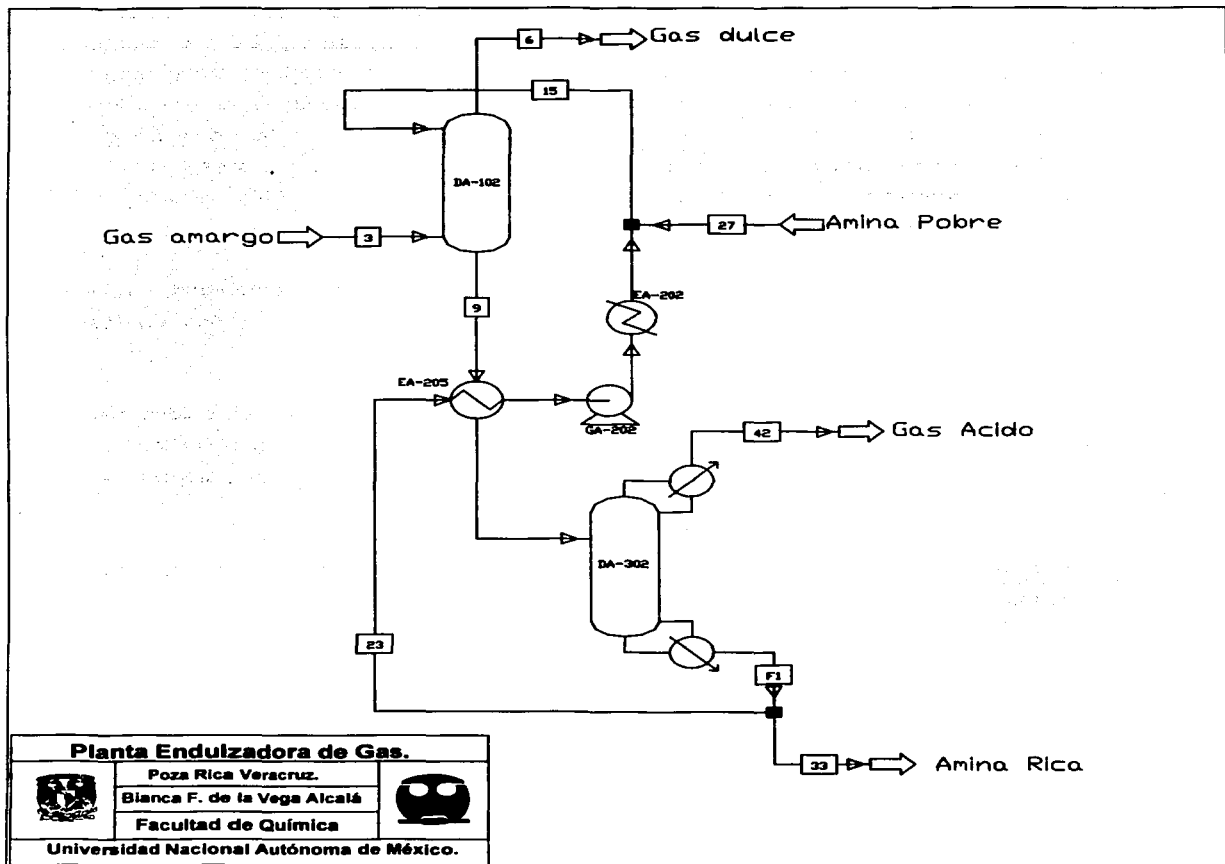 6
Gas dulce
15
DA-102
Gas amargo
3
27
Amina Pobre
EA-202
9
EA-205
GA-202
42
Gas Acido
DA-302
23
F1
33
Amina Rica
Planta Endulzadora de Gas.
Poza Rica Veracruz.
Bianca F. de la Vega Alcalá
Facultad de Química
Universidad Nacional Autónoma de México.